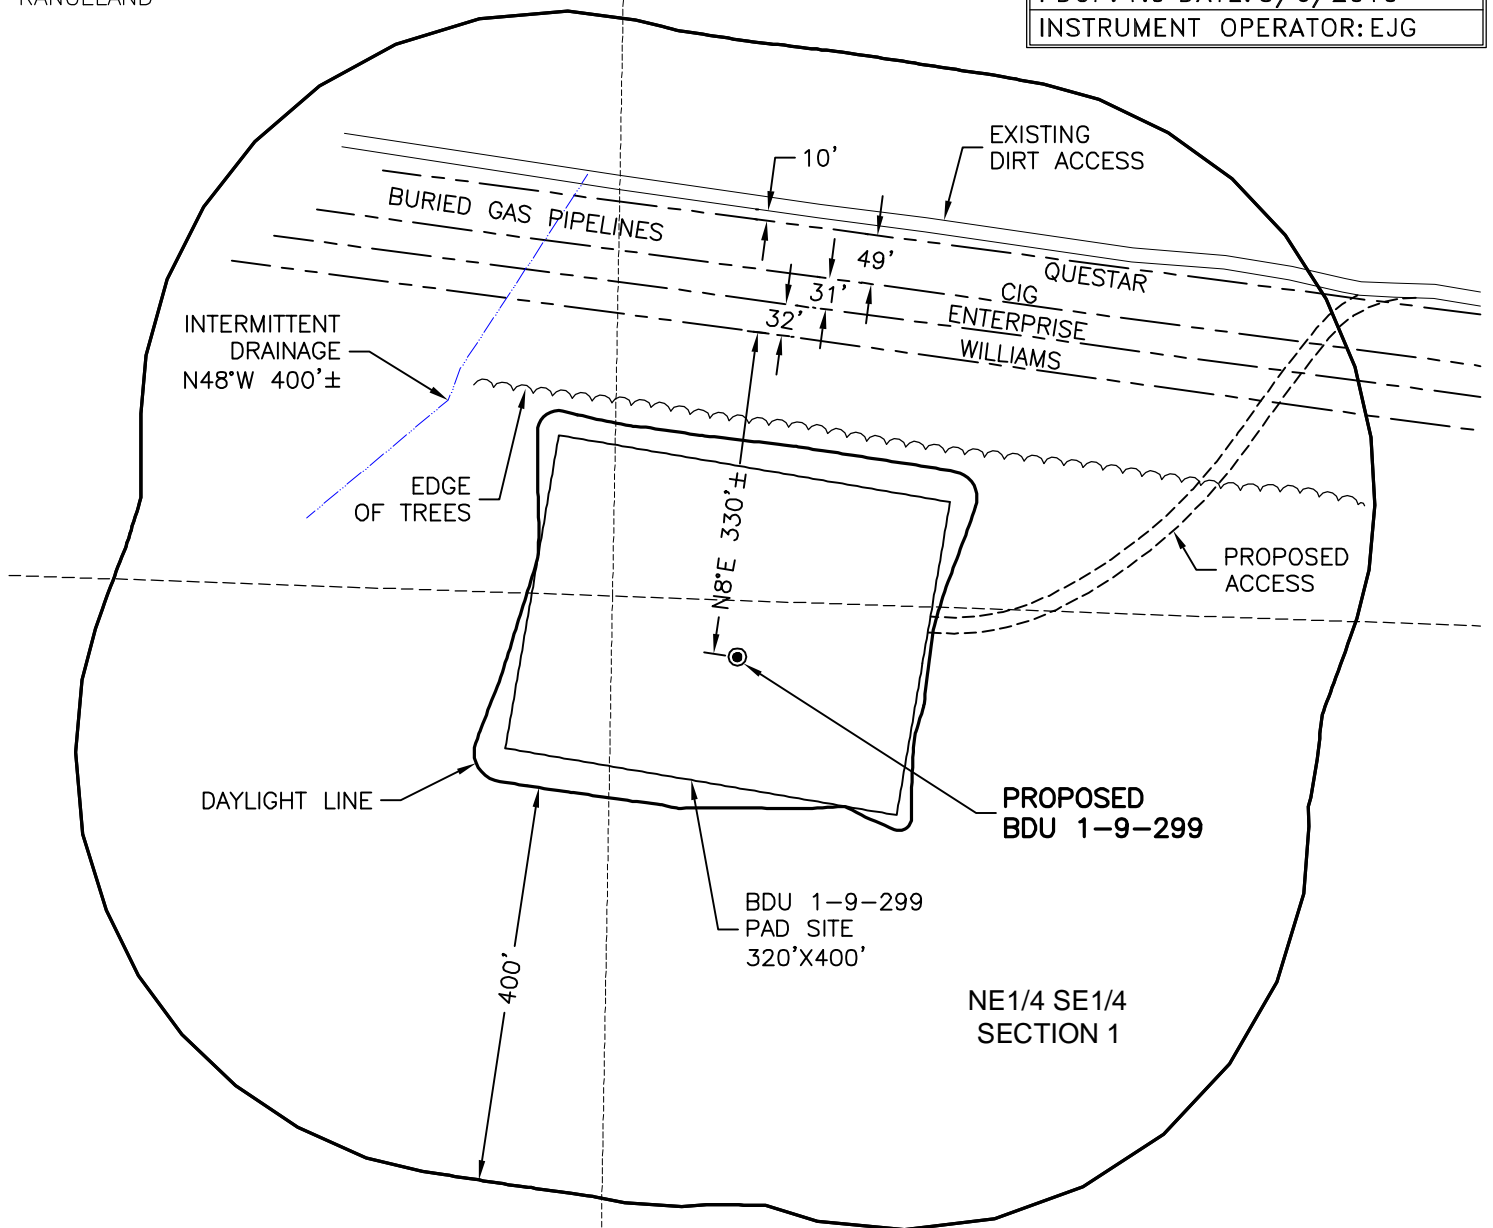 INSTRUMENT OPERATOR: EJG
10'
EXISTING
DIRT ACCESS
BURIED GAS PIPELINES
49'
QUESTAR
31'
CIG
32'
ENTERPRISE
WILLIAMS
INTERMITTENT
DRAINAGE
N48°W 400'±
EDGE
OF TREES
N8°E 330'±
PROPOSED
ACCESS
DAYLIGHT LINE
PROPOSED
BDU 1-9-299
BDU 1-9-299
PAD SITE
320'X400'
400'
NE1/4 SE1/4
SECTION 1